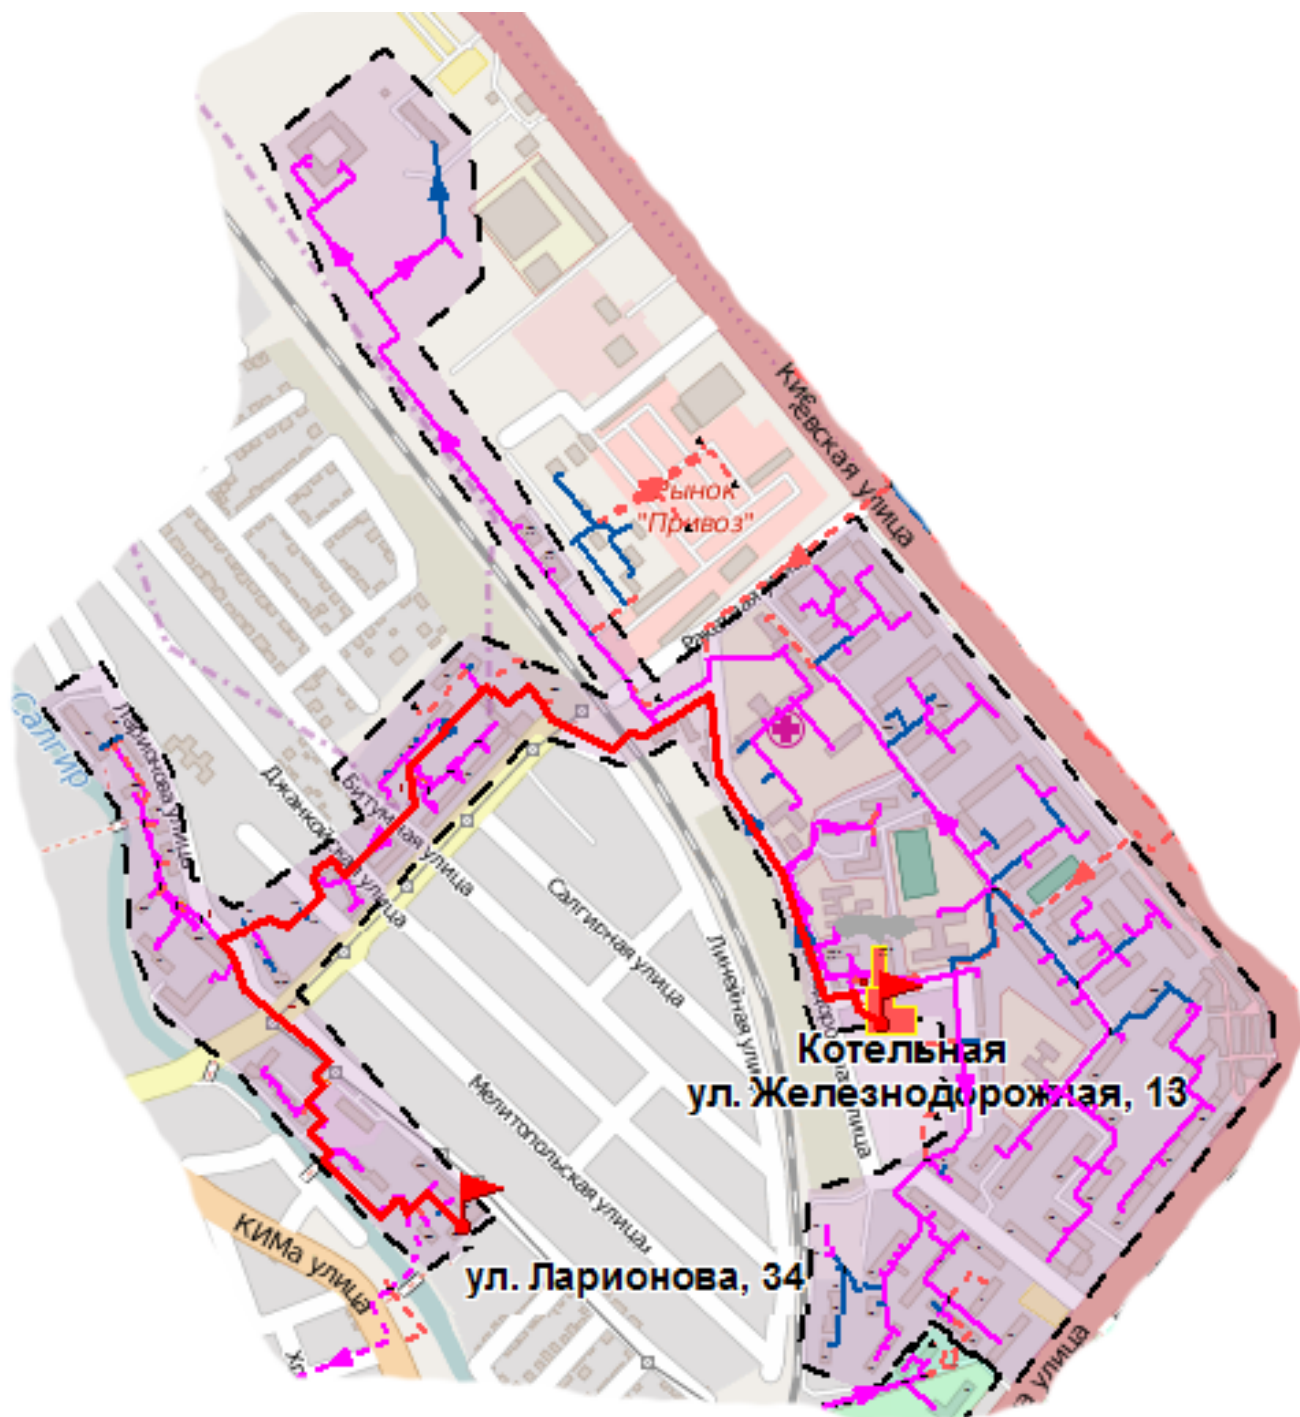 Киевская улица
Рынок
"Привоз"
Салгир
Ларионова улица
Джанкойская улица
Битумная улица
Салгирная улица
Линейная улица
Котельная
ул. Железнодорожная, 13
Мелитопольская улица
улица
КИМа улица
ул. Ларионова, 34
улица